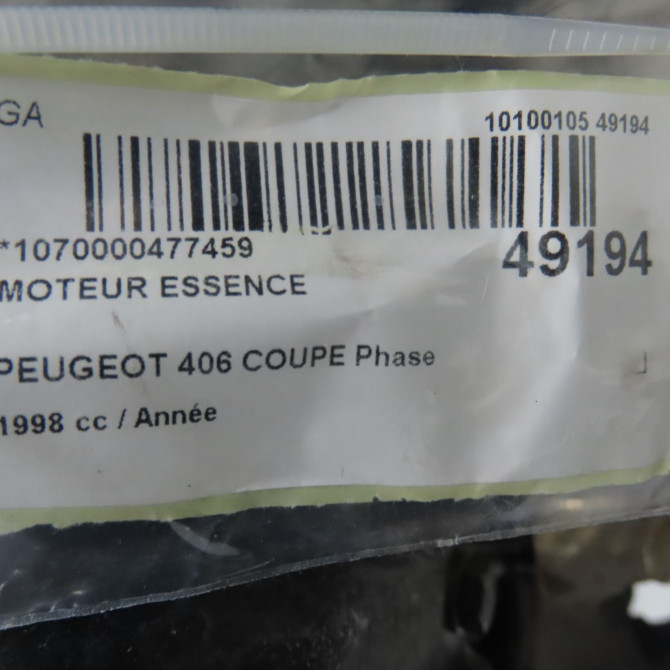 GA
10100105 49194
*1070000477459
49194
MOTEUR ESSENCE
PEUGEOT 406 COUPE Phase
1998 cc / Année